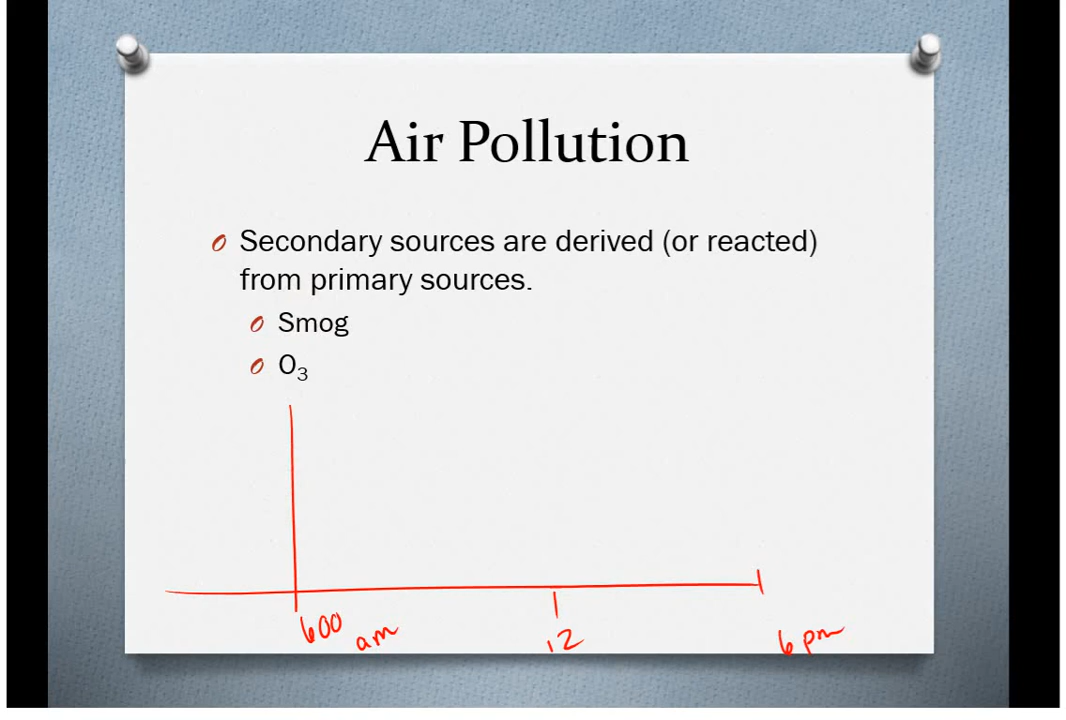 Air Pollution
Secondary sources are derived (or reacted)
from primary sources.
Smog
O₃
600 am 12 6 pm